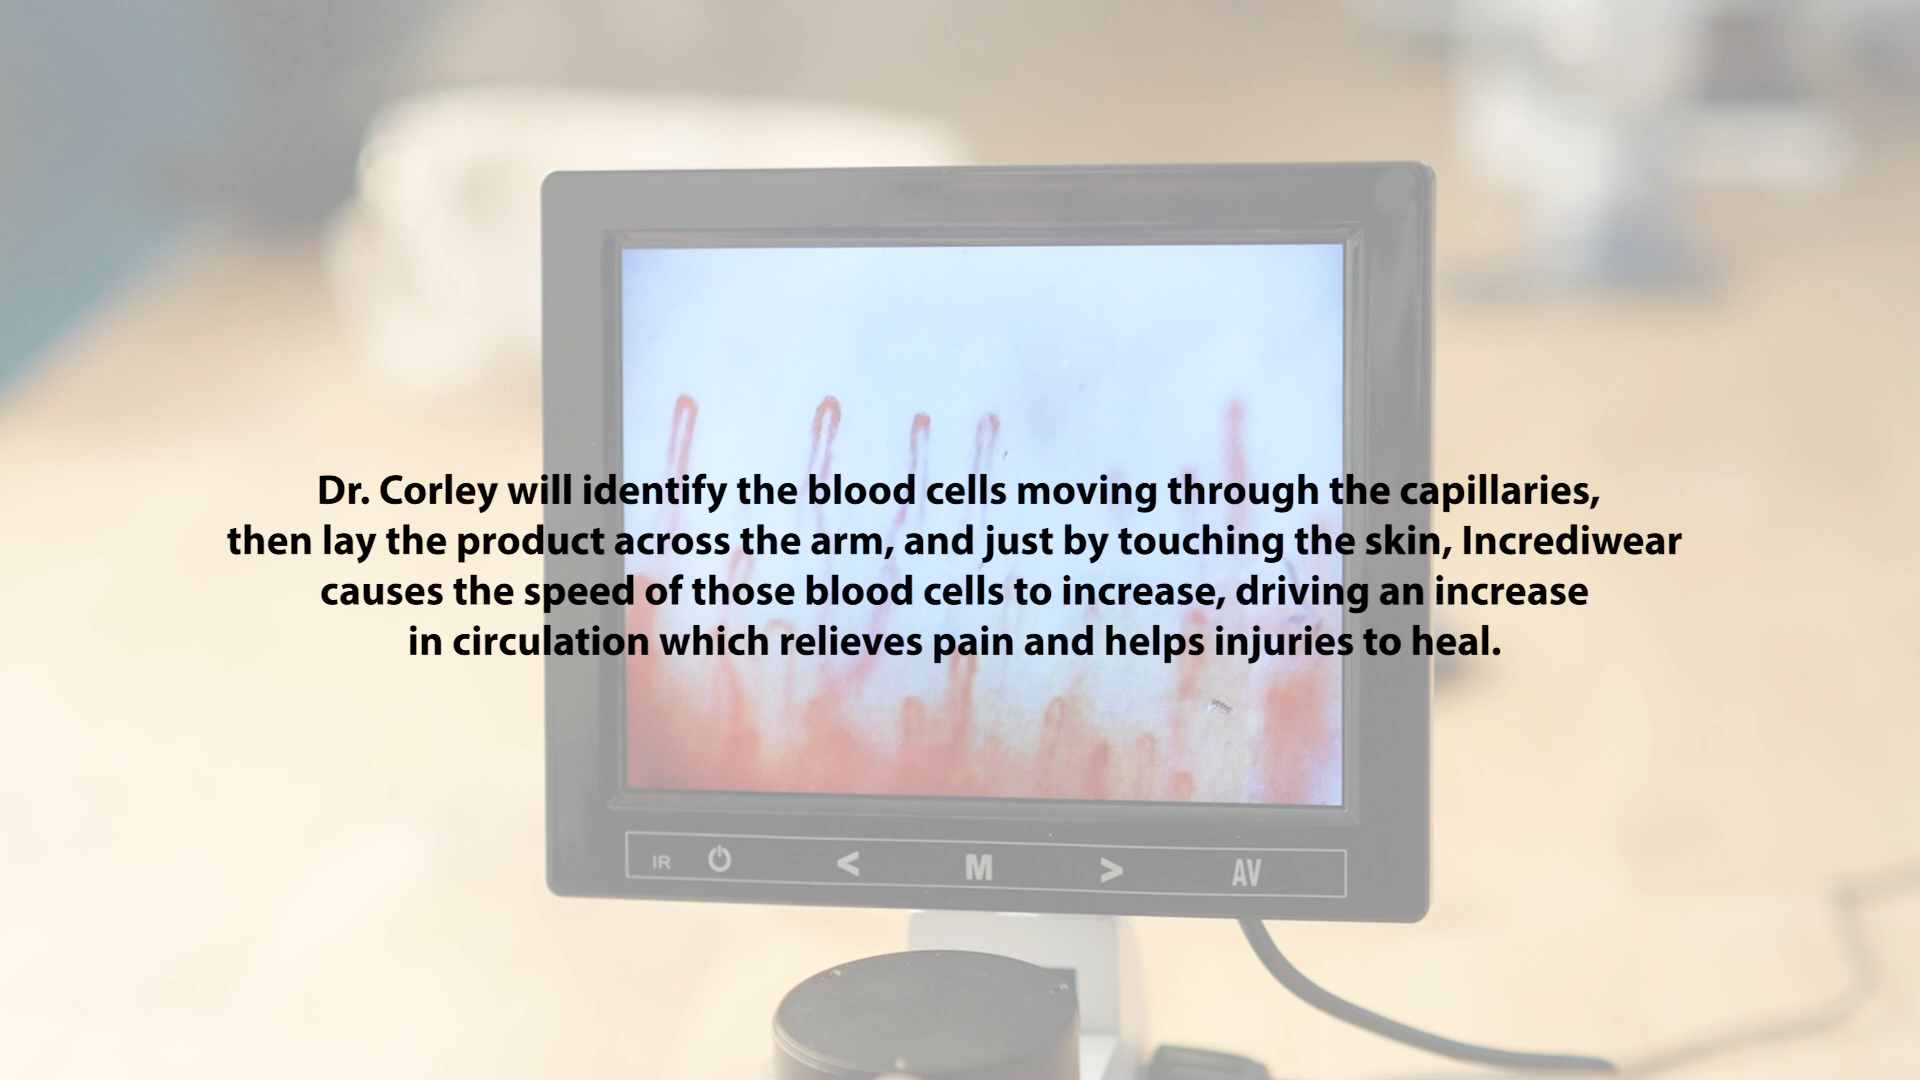 Dr. Corley will identify the blood cells moving through the capillaries,
then lay the product across the arm, and just by touching the skin, Incrediwear
causes the speed of those blood cells to increase, driving an increase
in circulation which relieves pain and helps injuries to heal.
IR < M > AV